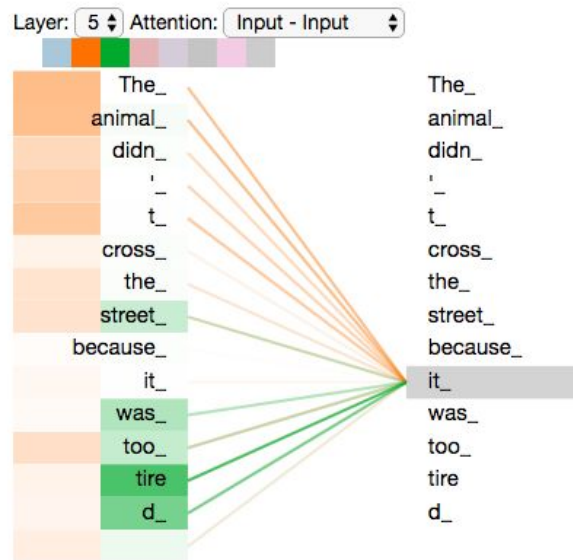 Layer: 5 Attention: Input - Input
The_ The_
animal_ animal_
didn_ didn_
'_ '_
t_ t_
cross_ cross_
the_ the_
street_ street_
because_ because_
it_ it_
was_ was_
too_ too_
tire tire
d_ d_